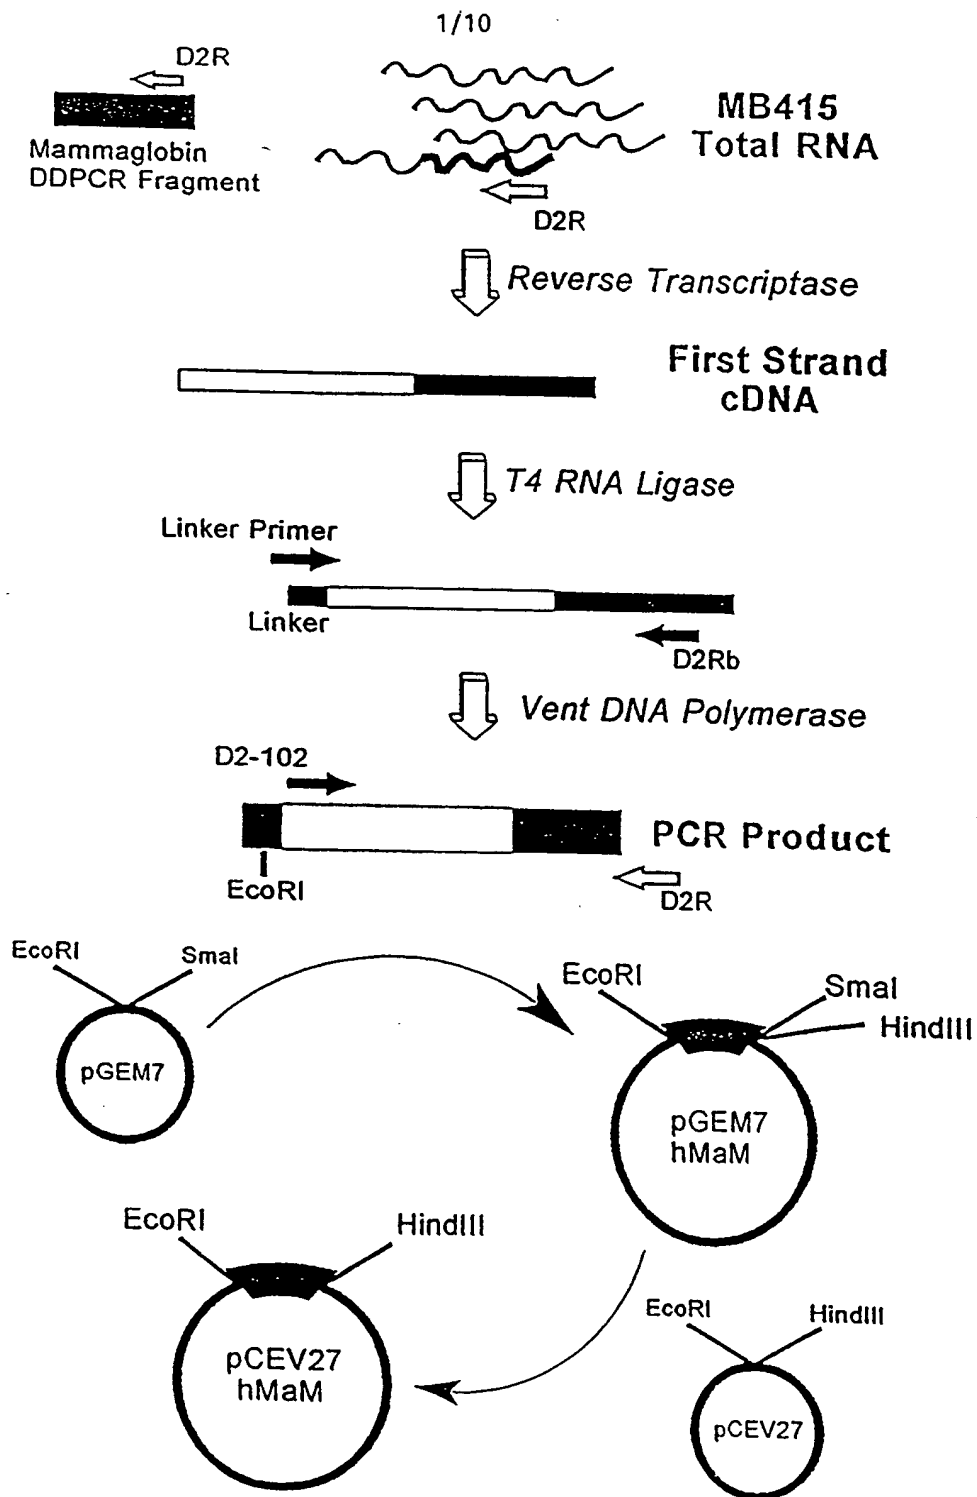 1/10
D2R
MB415
Total RNA
Mammaglobin
DDPCR Fragment
D2R
Reverse Transcriptase
First Strand
cDNA
T4 RNA Ligase
Linker Primer
Linker
D2Rb
Vent DNA Polymerase
D2-102
PCR Product
EcoRI
D2R
EcoRI
SmaI
pGEM7
EcoRI
SmaI
HindIII
pGEM7
hMaM
EcoRI
HindIII
pCEV27
hMaM
EcoRI
HindIII
pCEV27